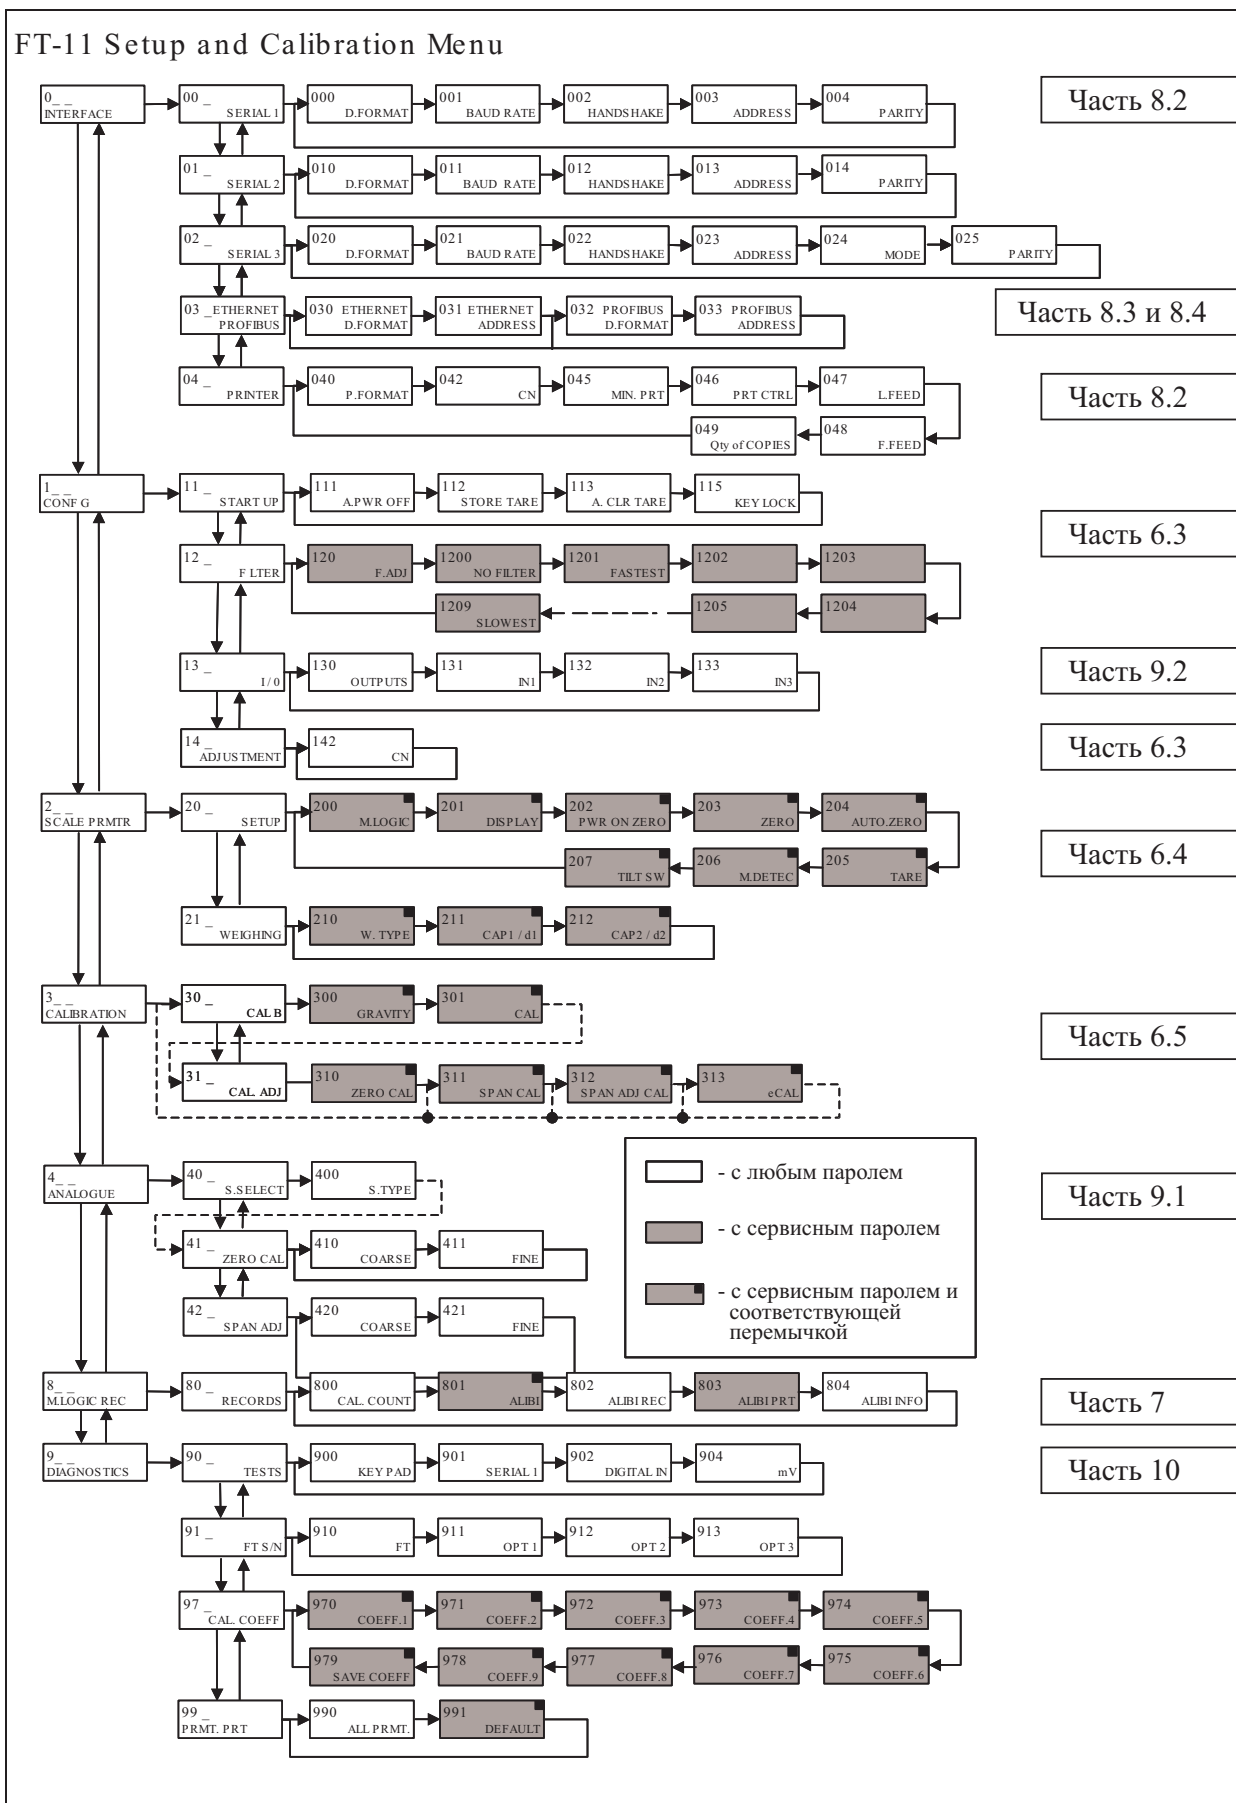 FT-11 Setup and Calibration Menu
0_ _ INTERFACE
00 _ SERIAL 1
000 D.FORMAT
001 BAUD RATE
002 HANDSHAKE
003 ADDRESS
004 PARITY
Часть 8.2
01 _ SERIAL 2
010 D.FORMAT
011 BAUD RATE
012 HANDSHAKE
013 ADDRESS
014 PARITY
02 _ SERIAL 3
020 D.FORMAT
021 BAUD RATE
022 HANDSHAKE
023 ADDRESS
024 MODE
025 PARITY
03 _ ETHERNET PROFIBUS
030 ETHERNET D.FORMAT
031 ETHERNET ADDRESS
032 PROFIBUS D.FORMAT
033 PROFIBUS ADDRESS
Часть 8.3 и 8.4
04 _ PRINTER
040 P.FORMAT
042 CN
045 MIN. PRT
046 PRT CTRL
047 L.FEED
Часть 8.2
049 Qty of COPIES
048 F.FEED
1_ _ CONF G
11 _ START UP
111 A.PWR OFF
112 STORE TARE
113 A. CLR TARE
115 KEY LOCK
Часть 6.3
12 _ F LTER
120 F.ADJ
1200 NO FILTER
1201 FASTEST
1202
1203
1209 SLOWEST
1205
1204
13 _ I / 0
130 OUTPUTS
131 IN1
132 IN2
133 IN3
Часть 9.2
14 _ ADJUSTMENT
142 CN
Часть 6.3
2_ _ SCALE PRMTR
20 _ SETUP
200 M.LOGIC
201 DISPLAY
202 PWR ON ZERO
203 ZERO
204 AUTO.ZERO
Часть 6.4
207 TILT SW
206 M.DETEC
205 TARE
21 _ WEIGHING
210 W. TYPE
211 CAP1 / d1
212 CAP2 / d2
3_ _ CALIBRATION
30 _ CAL B
300 GRAVITY
301 CAL
Часть 6.5
31 _ CAL. ADJ
310 ZERO CAL
311 SPAN CAL
312 SPAN ADJ CAL
313 eCAL
4_ _ ANALOGUE
40 _ S.SELECT
400 S.TYPE
- с любым паролем
Часть 9.1
41 _ ZERO CAL
410 COARSE
411 FINE
- с сервисным паролем
42 _ SPAN ADJ
420 COARSE
421 FINE
- с сервисным паролем и
соответствующей
перемычкой
8_ _ M.LOGIC REC
80 _ RECORDS
800 CAL. COUNT
801 ALIBI
802 ALIBI REC
803 ALIBI PRT
804 ALIBI INFO
Часть 7
9_ _ DIAGNOSTICS
90 _ TESTS
900 KEY PAD
901 SERIAL 1
902 DIGITAL IN
904 mV
Часть 10
91 _ FT S/N
910 FT
911 OPT 1
912 OPT 2
913 OPT 3
97 _ CAL. COEFF
970 COEFF.1
971 COEFF.2
972 COEFF.3
973 COEFF.4
974 COEFF.5
979 SAVE COEFF
978 COEFF.9
977 COEFF.8
976 COEFF.7
975 COEFF.6
99 _ PRMT. PRT
990 ALL PRMT.
991 DEFAULT